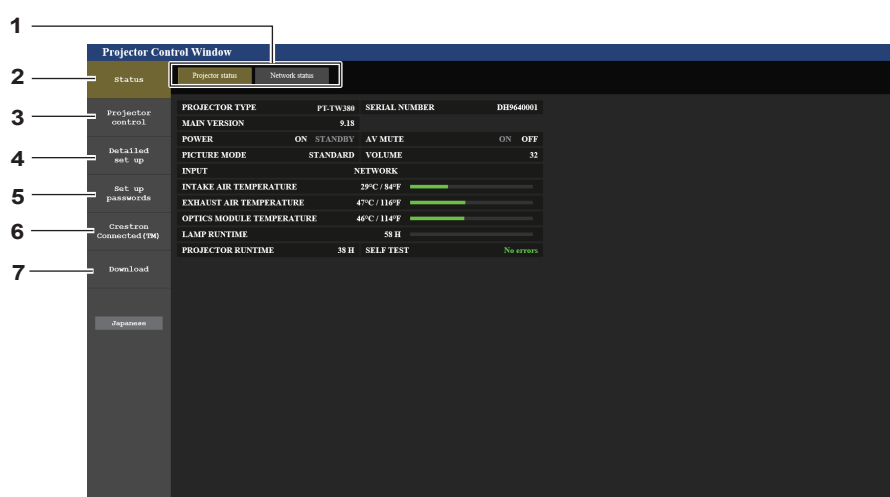 1
Projector Control Window
2
Status
Projector status Network status
3
Projector
control
4
Detailed
set up
5
Set up
passwords
6
Crestron
Connected(TM)
7
Download
Japanese
PROJECTOR TYPE PT-TW380 SERIAL NUMBER DH9640001
MAIN VERSION 9.18
POWER ON STANDBY AV MUTE ON OFF
PICTURE MODE STANDARD VOLUME 32
INPUT NETWORK
INTAKE AIR TEMPERATURE 29°C / 84°F
EXHAUST AIR TEMPERATURE 47°C / 116°F
OPTICS MODULE TEMPERATURE 46°C / 114°F
LAMP RUNTIME 58 H
PROJECTOR RUNTIME 38 H SELF TEST No errors